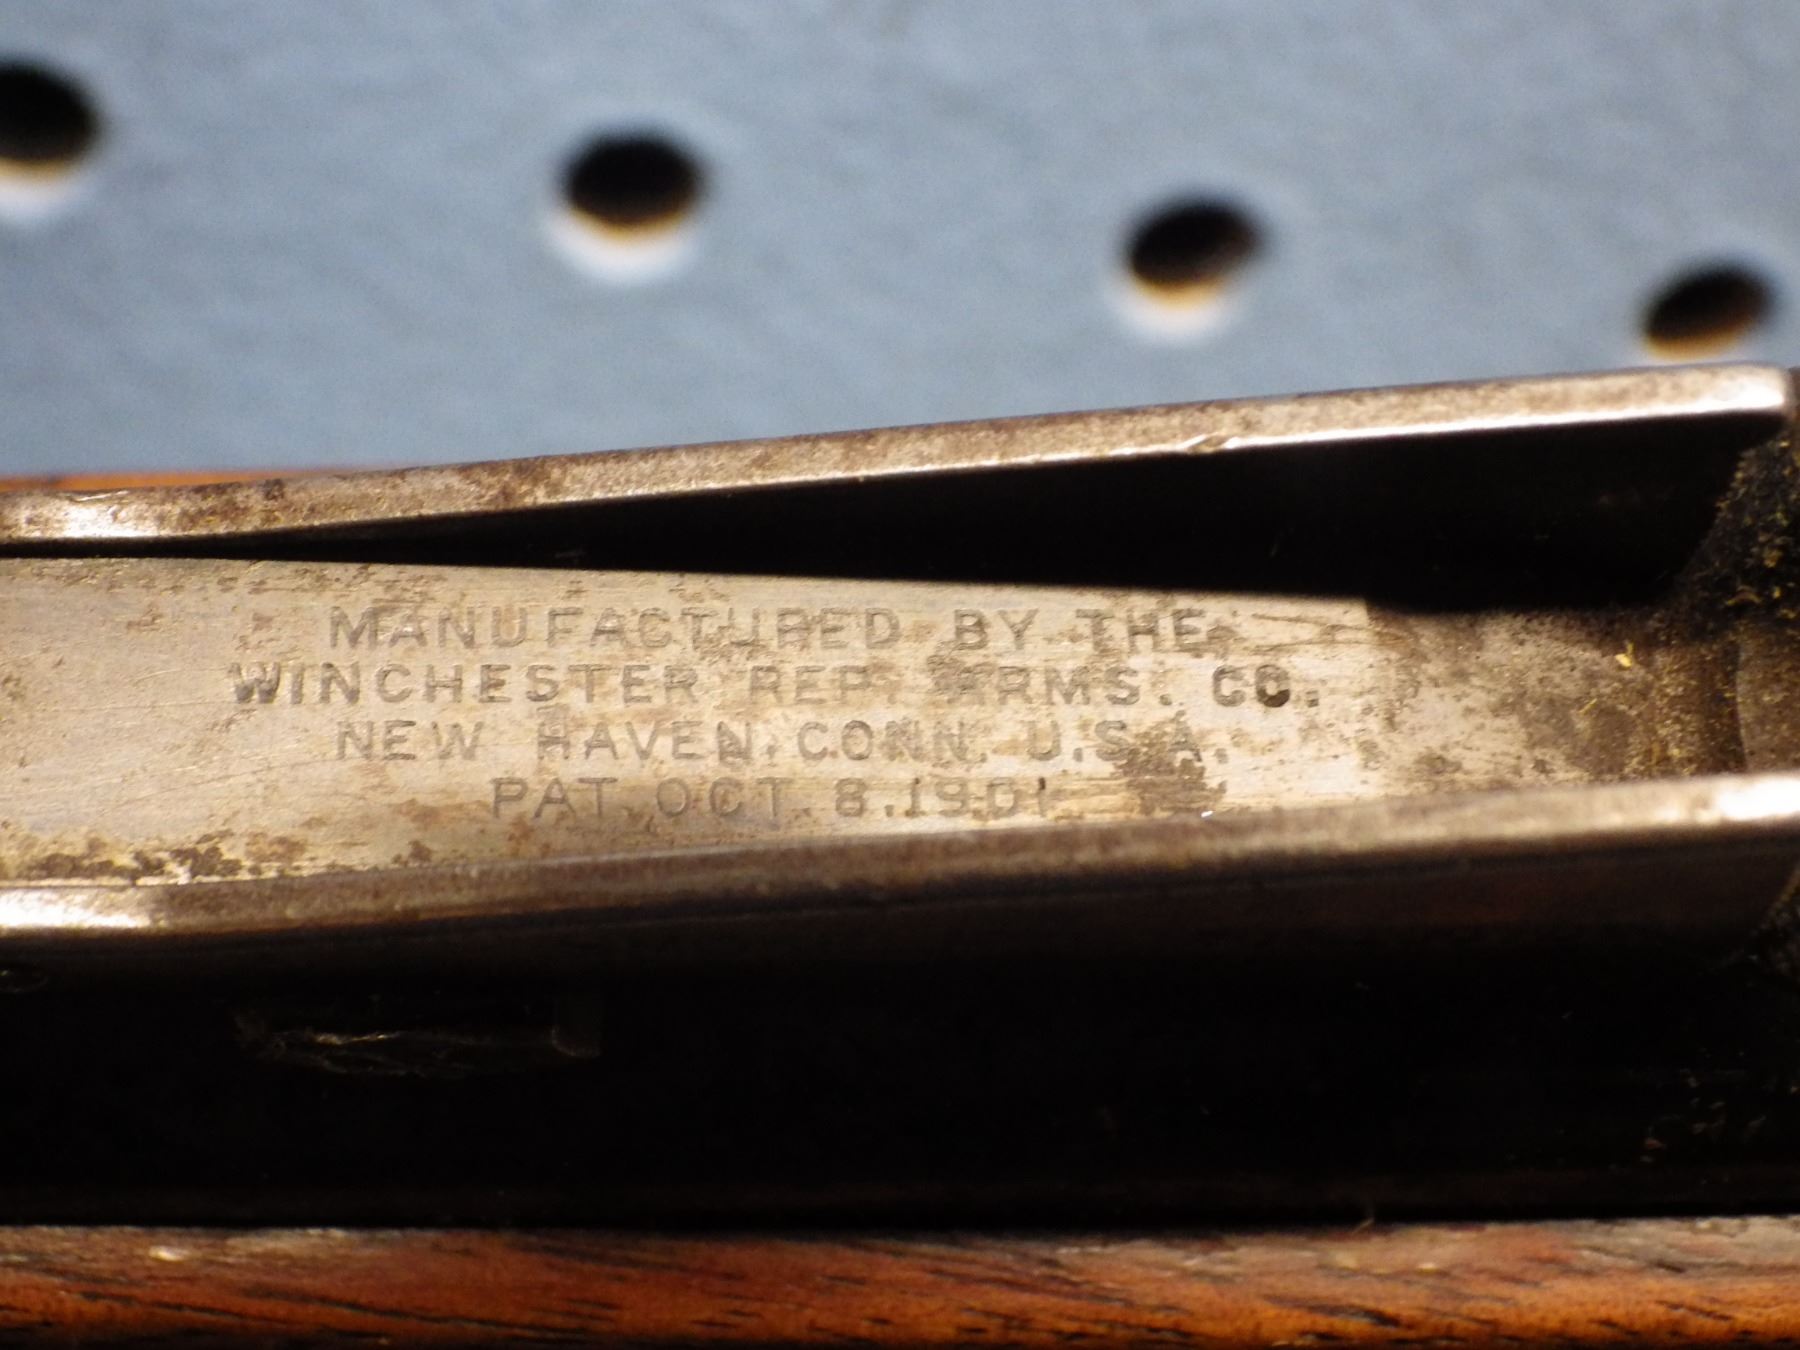 MANUFACTURED BY THE
WINCHESTER REP. ARMS. CO.
NEW HAVEN. CONN. U.S.A.
PAT. OCT. 8.1901